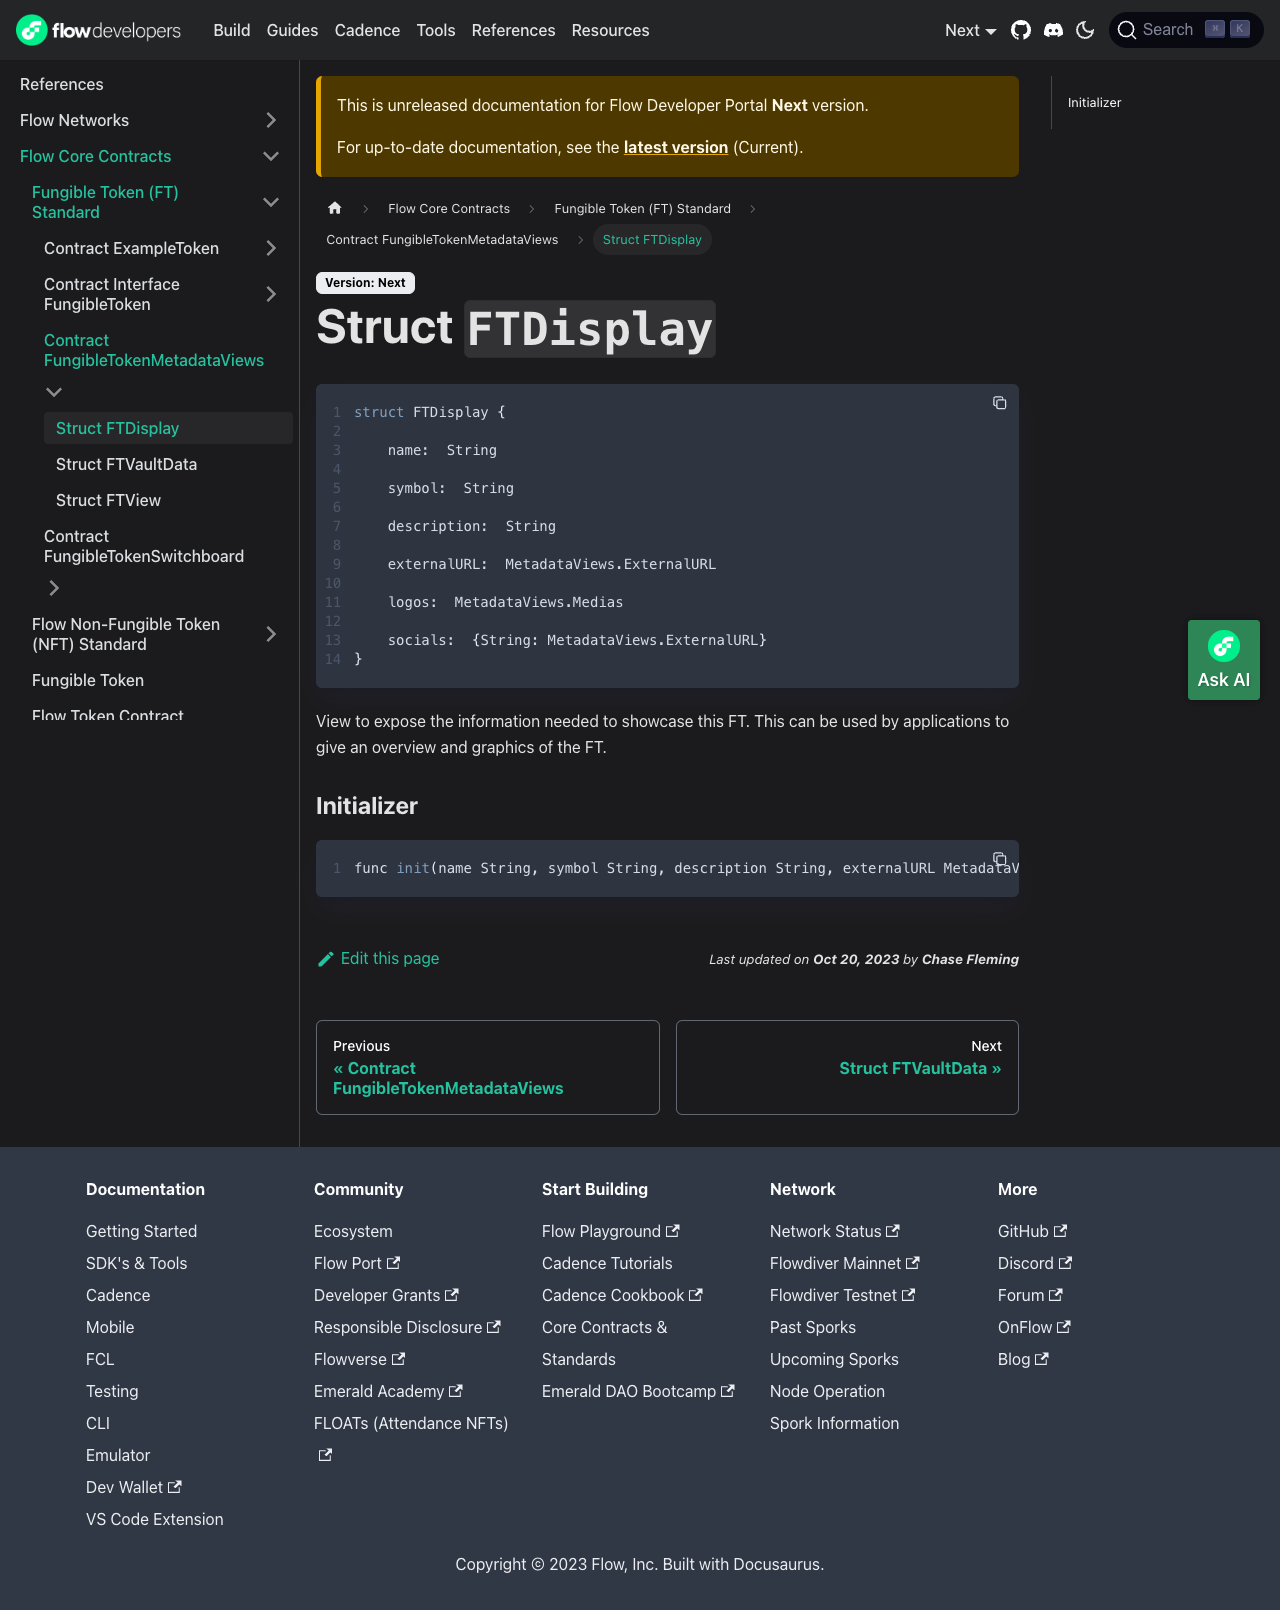 flowdevelopers
Build Guides Cadence Tools References Resources
Next
Search ⌘ K
References
Flow Networks
Flow Core Contracts
Fungible Token (FT)
Standard
Contract ExampleToken
Contract Interface
FungibleToken
Contract
FungibleTokenMetadataViews
Struct FTDisplay
Struct FTVaultData
Struct FTView
Contract
FungibleTokenSwitchboard
Flow Non-Fungible Token
(NFT) Standard
Fungible Token
Flow Token Contract
This is unreleased documentation for Flow Developer Portal Next version.
For up-to-date documentation, see the latest version (Current).
Flow Core Contracts
Fungible Token (FT) Standard
Contract FungibleTokenMetadataViews
Struct FTDisplay
Version: Next
Struct FTDisplay
1 struct FTDisplay {
2
3 name:  String
4
5 symbol:  String
6
7 description:  String
8
9 externalURL:  MetadataViews.ExternalURL
10
11 logos:  MetadataViews.Medias
12
13 socials:  {String: MetadataViews.ExternalURL}
14 }
View to expose the information needed to showcase this FT. This can be used by applications to
give an overview and graphics of the FT.
Initializer
1 func init(name String, symbol String, description String, externalURL MetadataV
Edit this page
Last updated on Oct 20, 2023 by Chase Fleming
Previous
« Contract
FungibleTokenMetadataViews
Next
Struct FTVaultData »
Initializer
Ask AI
Documentation
Getting Started
SDK's & Tools
Cadence
Mobile
FCL
Testing
CLI
Emulator
Dev Wallet
VS Code Extension
Community
Ecosystem
Flow Port
Developer Grants
Responsible Disclosure
Flowverse
Emerald Academy
FLOATs (Attendance NFTs)
Start Building
Flow Playground
Cadence Tutorials
Cadence Cookbook
Core Contracts &
Standards
Emerald DAO Bootcamp
Network
Network Status
Flowdiver Mainnet
Flowdiver Testnet
Past Sporks
Upcoming Sporks
Node Operation
Spork Information
More
GitHub
Discord
Forum
OnFlow
Blog
Copyright © 2023 Flow, Inc. Built with Docusaurus.